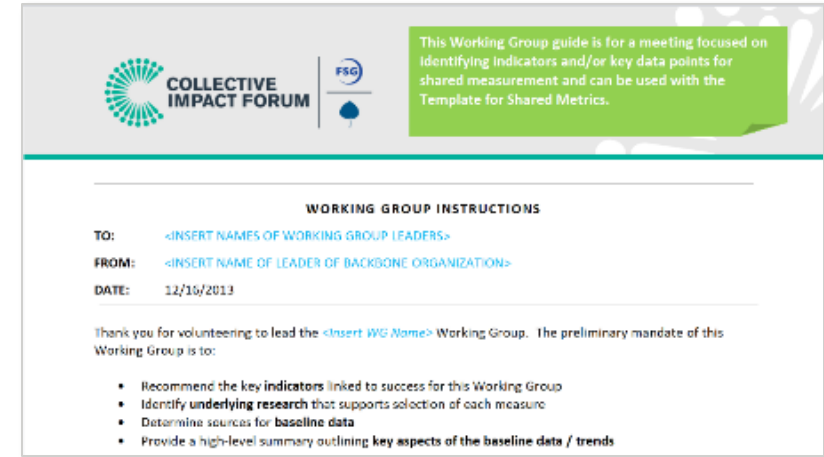 This Working Group guide is for a meeting focused on
identifying indicators and/or key data points for
shared measurement and can be used with the
Template for Shared Metrics.
COLLECTIVE
IMPACT FORUM
FSG
WORKING GROUP INSTRUCTIONS
TO: <INSERT NAMES OF WORKING GROUP LEADERS>
FROM: <INSERT NAME OF LEADER OF BACKBONE ORGANIZATION>
DATE: 12/16/2013
Thank you for volunteering to lead the <Insert WG Name> Working Group. The preliminary mandate of this
Working Group is to:
• Recommend the key indicators linked to success for this Working Group
• Identify underlying research that supports selection of each measure
• Determine sources for baseline data
• Provide a high-level summary outlining key aspects of the baseline data / trends